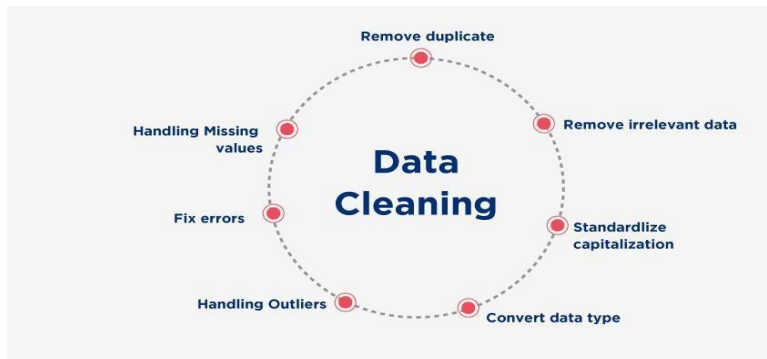 Remove duplicate
Remove irrelevant data
Standardlize
capitalization
Convert data type
Handling Outliers
Fix errors
Handling Missing
values
Data
Cleaning